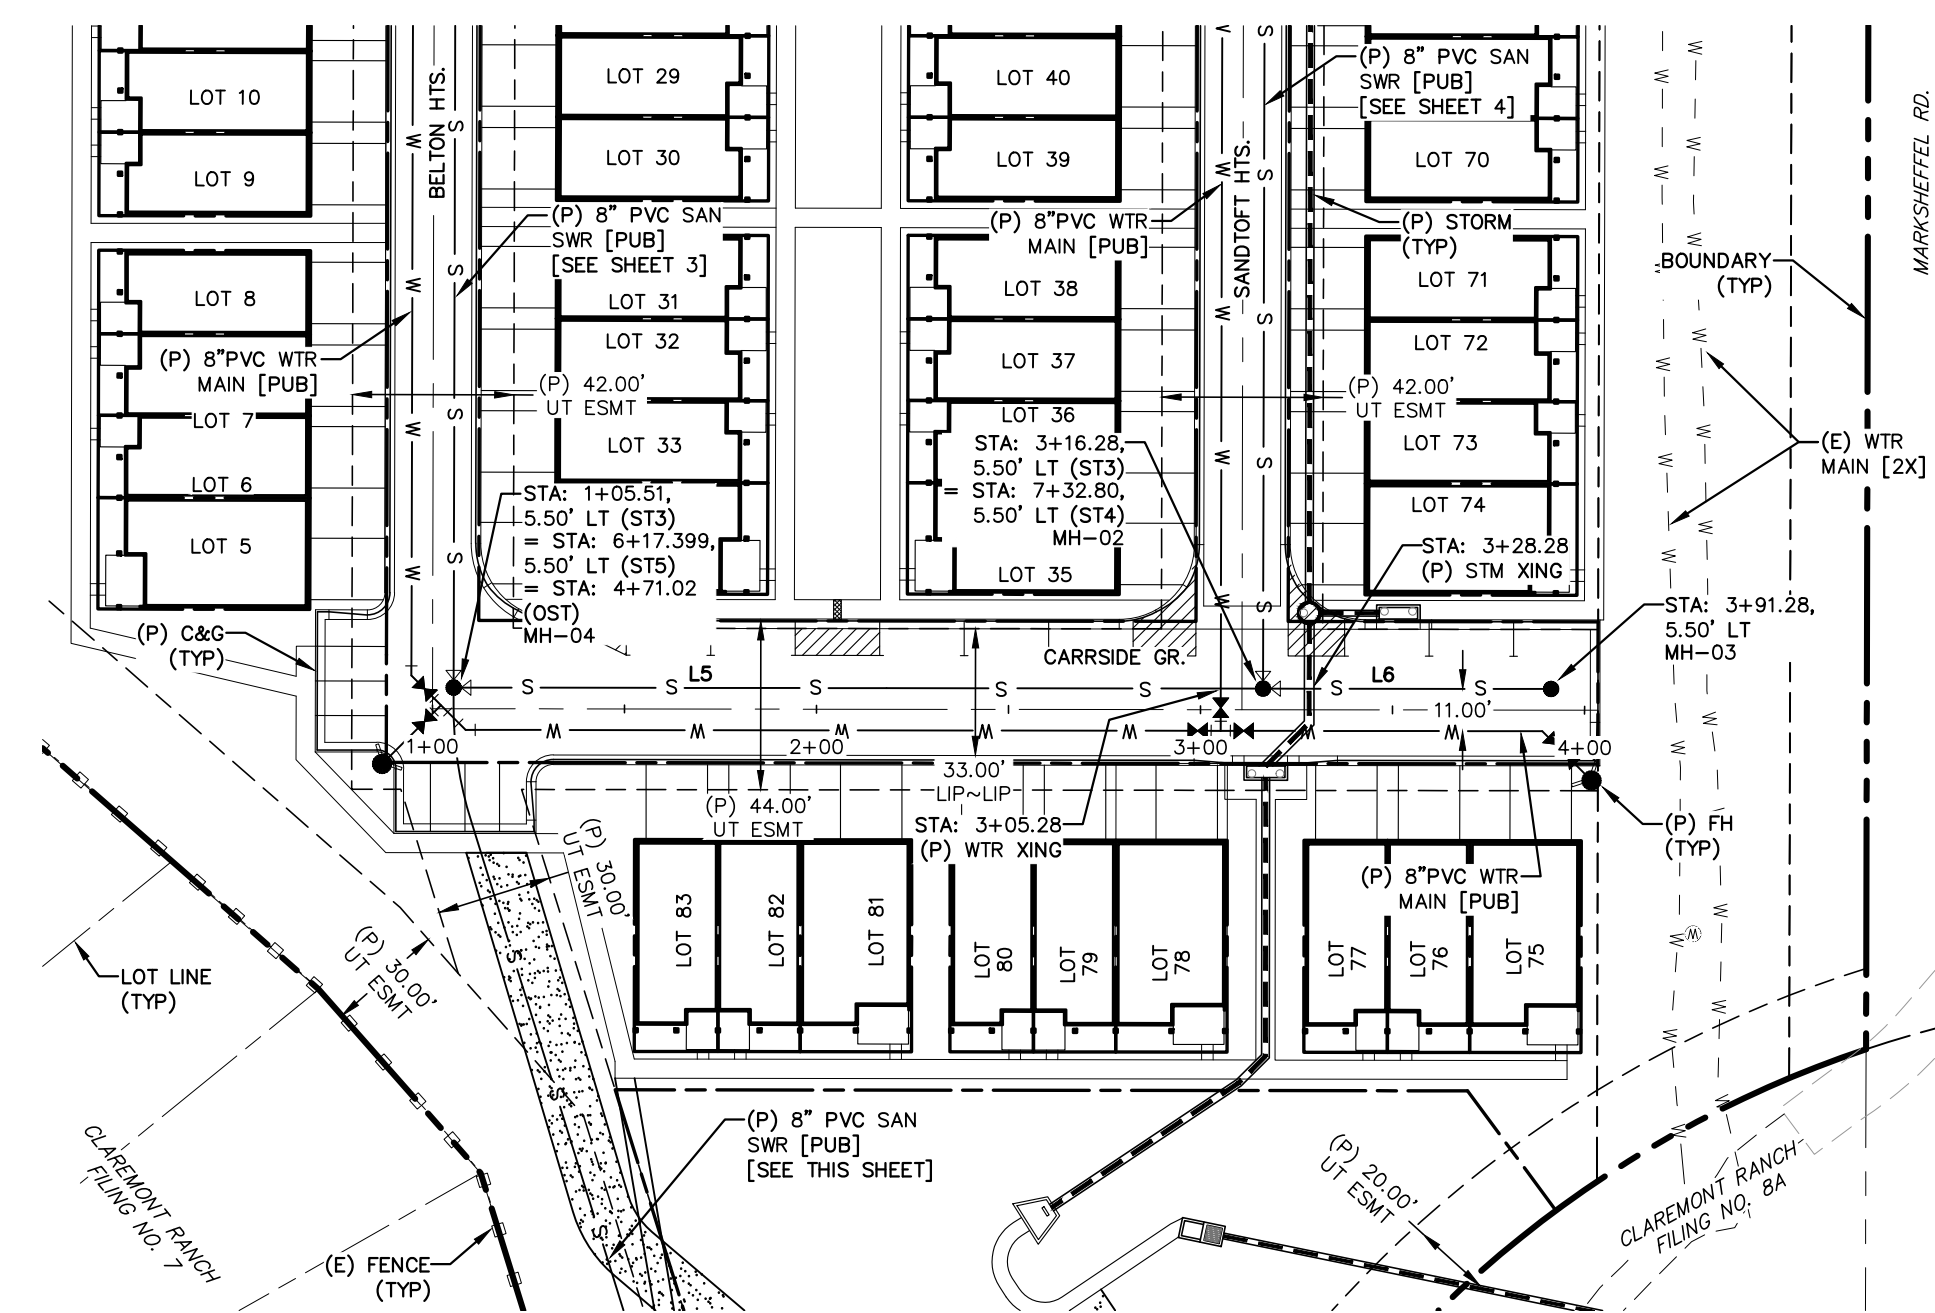 LOT 10
LOT 9
LOT 8
LOT 7
LOT 6
LOT 5
BELTON HTS.
LOT 29
LOT 30
LOT 31
LOT 32
LOT 33
LOT 40
LOT 39
LOT 38
LOT 37
LOT 36
LOT 35
SANDTOFT HTS.
LOT 70
LOT 71
LOT 72
LOT 73
LOT 74
MARKSHEFFEL RD.
(P) 8" PVC SAN
SWR [PUB]
[SEE SHEET 4]
(P) 8" PVC SAN
SWR [PUB]
[SEE SHEET 3]
(P) 8"PVC WTR
MAIN [PUB]
(P) STORM
(TYP)
BOUNDARY
(TYP)
(P) 8"PVC WTR
MAIN [PUB]
(P) 42.00'
UT ESMT
(P) 42.00'
UT ESMT
(E) WTR
MAIN [2X]
STA: 3+16.28,
5.50' LT (ST3)
= STA: 7+32.80,
5.50' LT (ST4)
MH-02
STA: 1+05.51,
5.50' LT (ST3)
= STA: 6+17.399,
5.50' LT (ST5)
= STA: 4+71.02
(OST)
MH-04
STA: 3+28.28
(P) STM XING
STA: 3+91.28,
5.50' LT
MH-03
(P) C&G
(TYP)
CARRSIDE GR.
L5
L6
S S S S S S
11.00'
W W W W W W
1+00
2+00
3+00
4+00
33.00'
LIP~LIP
(P) 44.00'
UT ESMT
STA: 3+05.28
(P) WTR XING
(P) FH
(TYP)
(P) 8"PVC WTR
MAIN [PUB]
(P) 30.00'
UT ESMT
(P) 30.00'
UT ESMT
LOT 83
LOT 82
LOT 81
LOT
80
LOT
79
LOT
78
LOT
77
LOT
76
LOT
75
LOT LINE
(TYP)
(P) 8" PVC SAN
SWR [PUB]
[SEE THIS SHEET]
CLAREMONT RANCH
FILING NO. 7
(E) FENCE
(TYP)
(P) 20.00'
UT ESMT
CLAREMONT RANCH
FILING NO. 8A